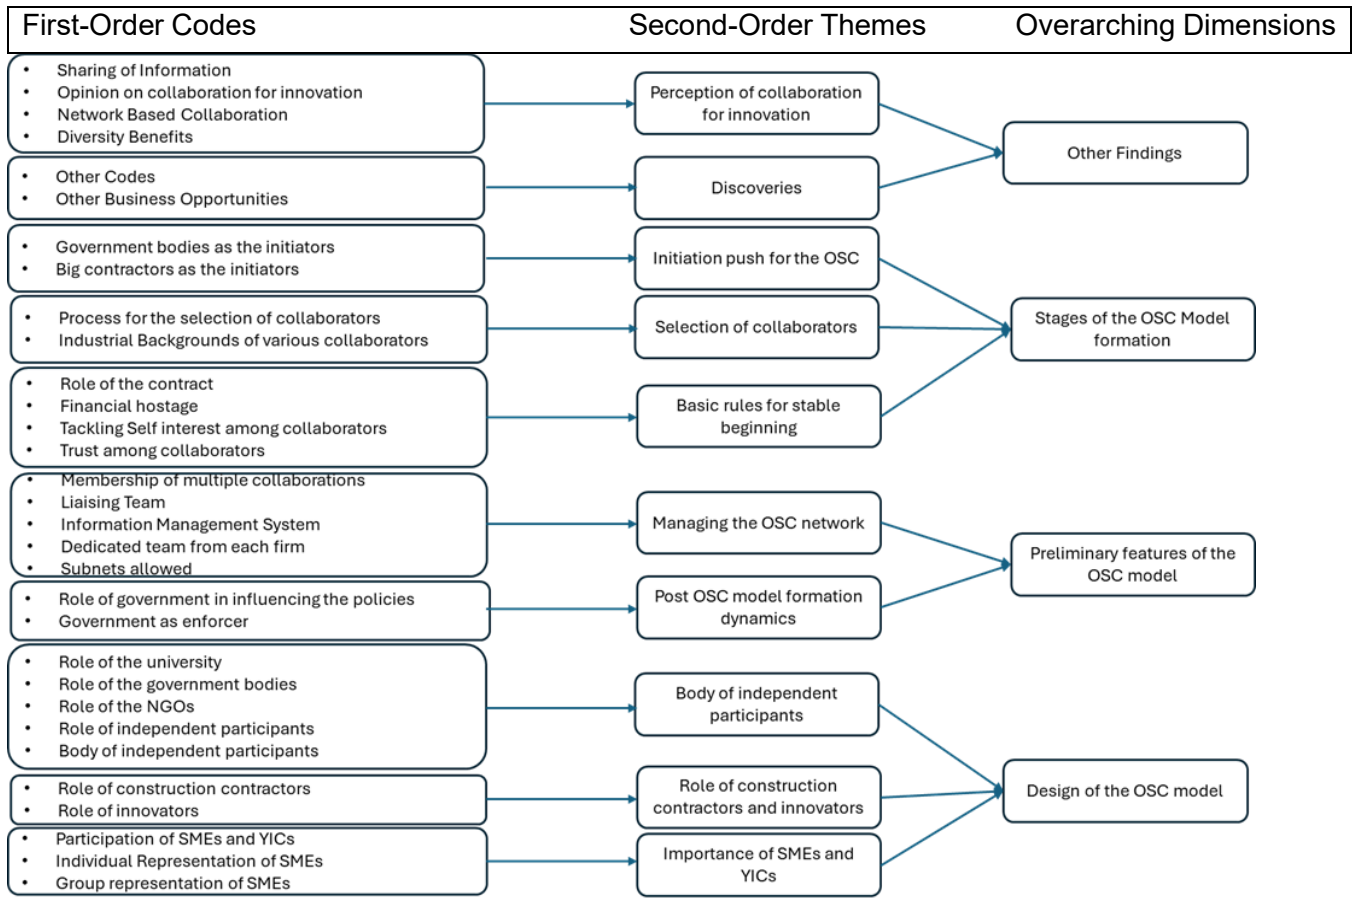 First-Order Codes Second-Order Themes Overarching Dimensions
• Sharing of Information
• Opinion on collaboration for innovation
• Network Based Collaboration
• Diversity Benefits
Perception of collaboration
for innovation
• Other Codes
• Other Business Opportunities
Discoveries
Other Findings
• Government bodies as the initiators
• Big contractors as the initiators
Initiation push for the OSC
• Process for the selection of collaborators
• Industrial Backgrounds of various collaborators
Selection of collaborators
• Role of the contract
• Financial hostage
• Tackling Self interest among collaborators
• Trust among collaborators
Basic rules for stable
beginning
Stages of the OSC Model
formation
• Membership of multiple collaborations
• Liaising Team
• Information Management System
• Dedicated team from each firm
• Subnets allowed
Managing the OSC network
• Role of government in influencing the policies
• Government as enforcer
Post OSC model formation
dynamics
Preliminary features of the
OSC model
• Role of the university
• Role of the government bodies
• Role of the NGOs
• Role of independent participants
• Body of independent participants
Body of independent
participants
• Role of construction contractors
• Role of innovators
Role of construction
contractors and innovators
• Participation of SMEs and YICs
• Individual Representation of SMEs
• Group representation of SMEs
Importance of SMEs and
YICs
Design of the OSC model